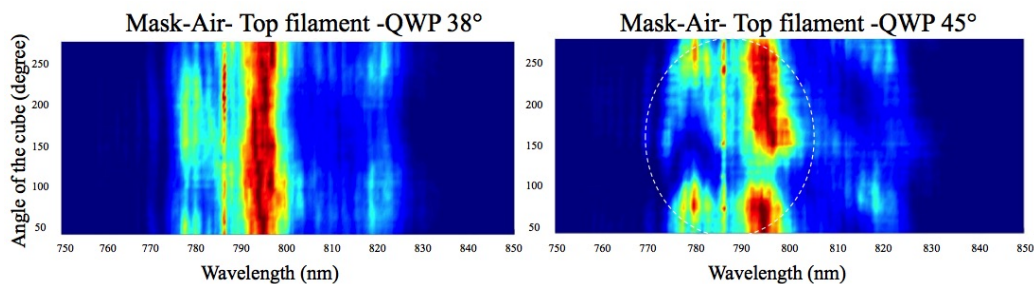 Mask-Air- Top filament -QWP 38°
Mask-Air- Top filament -QWP 45°
Angle of the cube (degree)
250
200
150
100
50
750 760 770 780 790 800 810 820 830 840 850
Wavelength (nm)
250
200
150
100
50
750 760 770 780 790 800 810 820 830 840 850
Wavelength (nm)